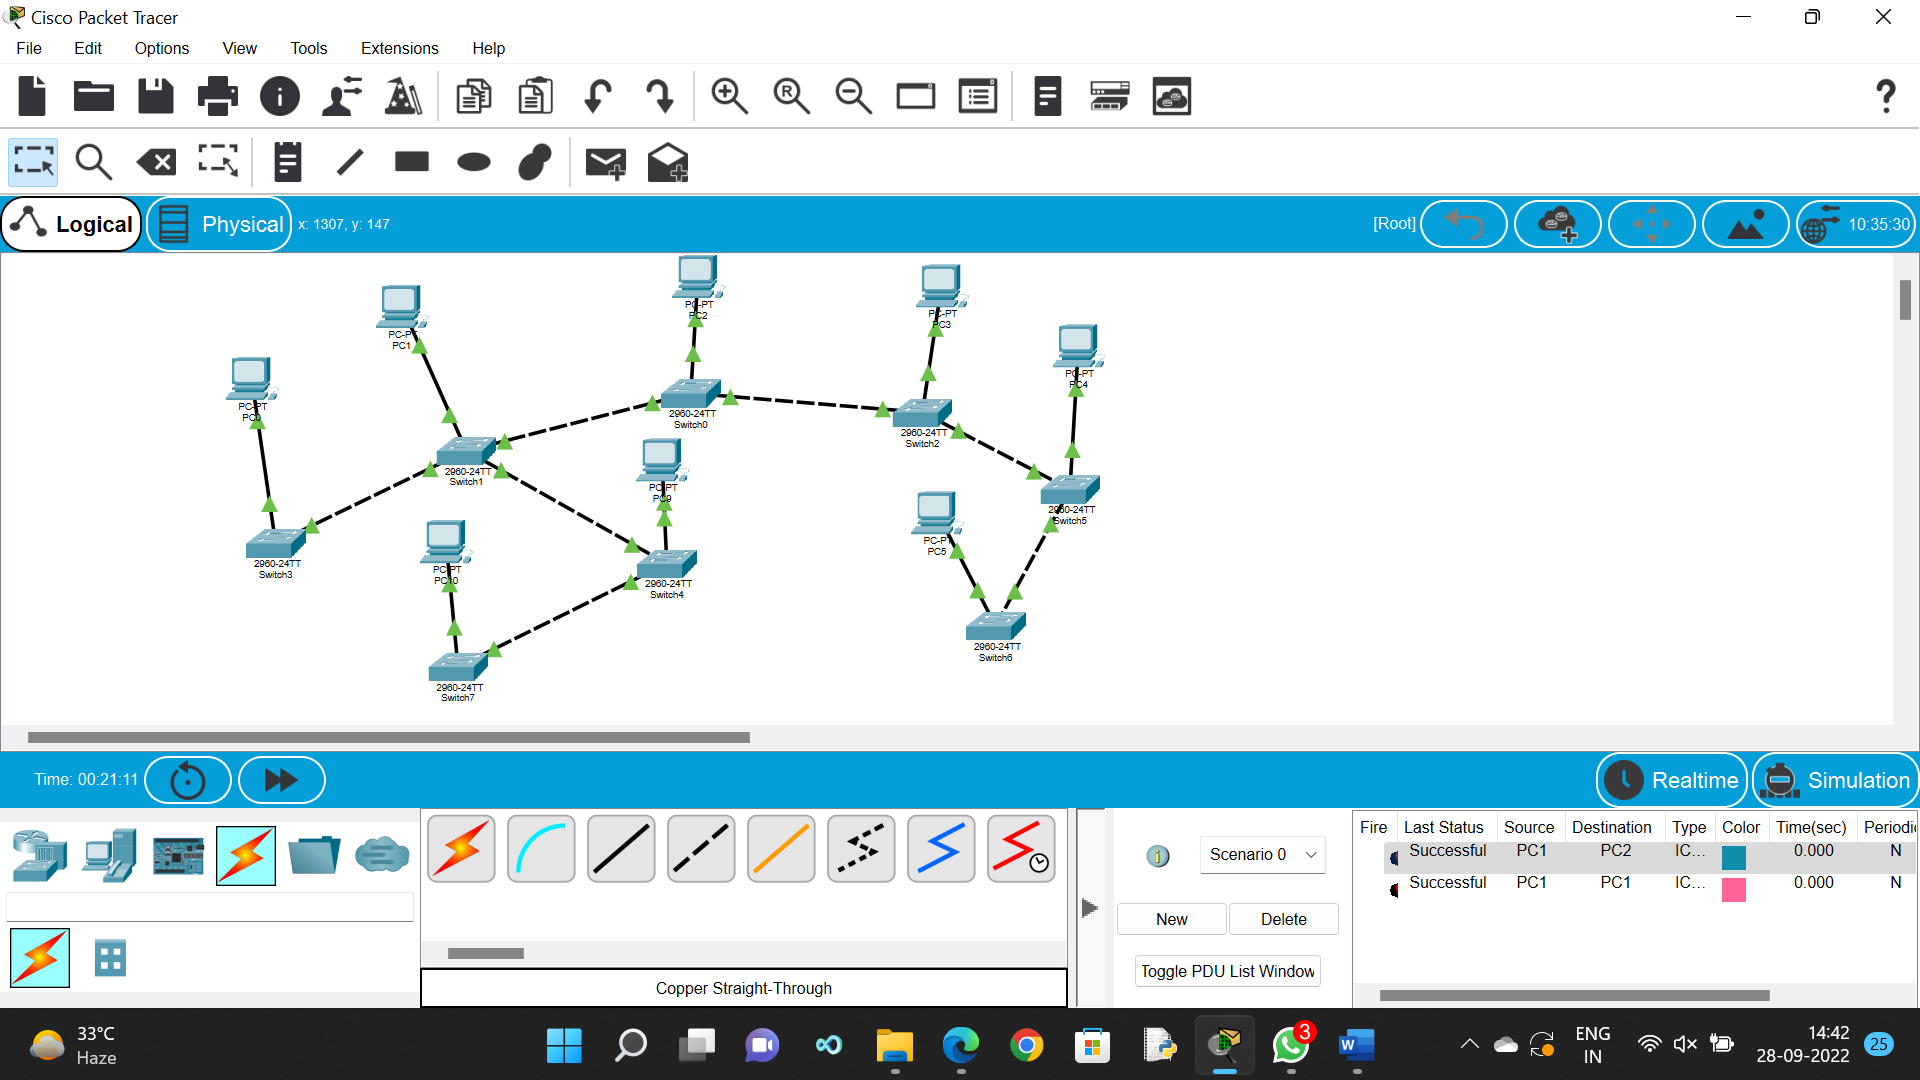 Cisco Packet Tracer
File Edit Options View Tools Extensions Help
Logical Physical x: 1307, y: 147 [Root] 10:35:30
PC-PT
PC2
PC-PT
PC3
PC-PT
PC1
PC-PT
PC4
PC-PT
PC0
2960-24TT
Switch0
2960-24TT
Switch2
2960-24TT
Switch1
PC-PT
PC9
2960-24TT
Switch5
PC-PT
PC5
2960-24TT
Switch3
PC-PT
PC10
2960-24TT
Switch4
2960-24TT
Switch6
2960-24TT
Switch7
Time: 00:21:11 Realtime Simulation
Scenario 0
New Delete
Toggle PDU List Window
Fire Last Status Source Destination Type Color Time(sec) Periodic
Successful PC1 PC2 IC... 0.000 N
Successful PC1 PC1 IC... 0.000 N
Copper Straight-Through
33°C
Haze
3
ENG
IN
14:42
28-09-2022
25